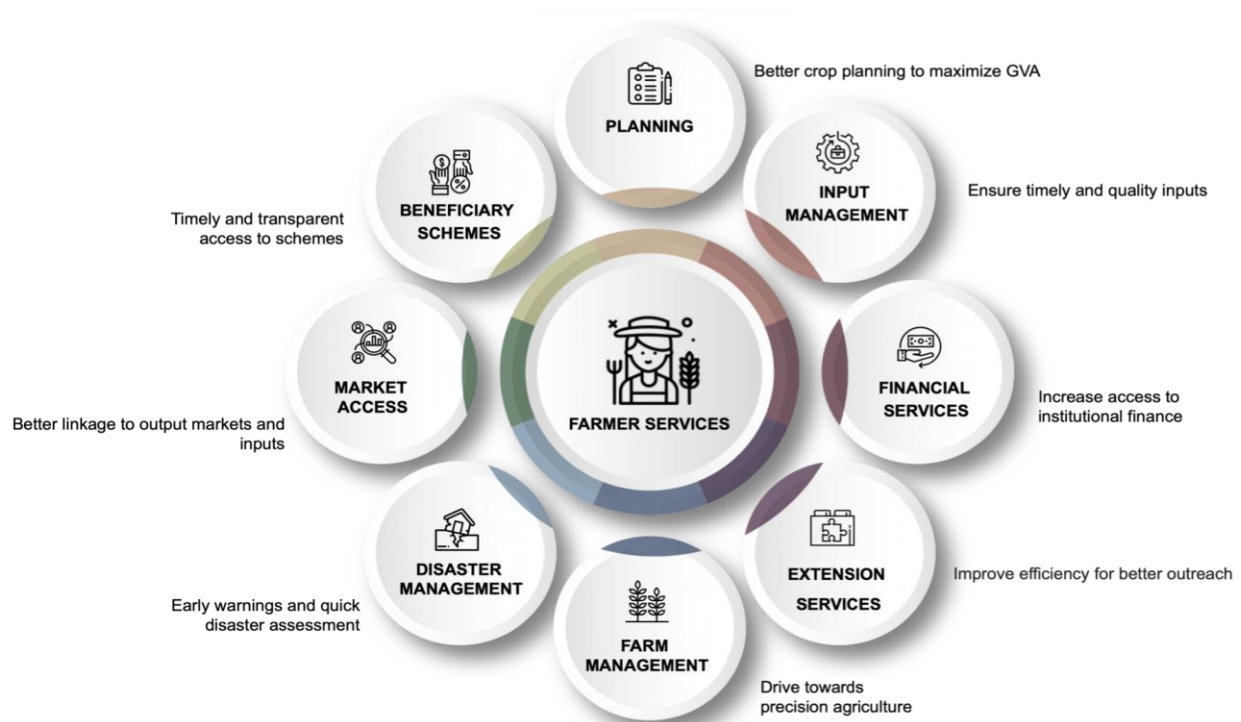 PLANNING
Better crop planning to maximize GVA
INPUT
MANAGEMENT
Ensure timely and quality inputs
FINANCIAL
SERVICES
Increase access to
institutional finance
EXTENSION
SERVICES
Improve efficiency for better outreach
FARM
MANAGEMENT
Drive towards
precision agriculture
DISASTER
MANAGEMENT
Early warnings and quick
disaster assessment
MARKET
ACCESS
Better linkage to output markets and
inputs
BENEFICIARY
SCHEMES
Timely and transparent
access to schemes
FARMER SERVICES